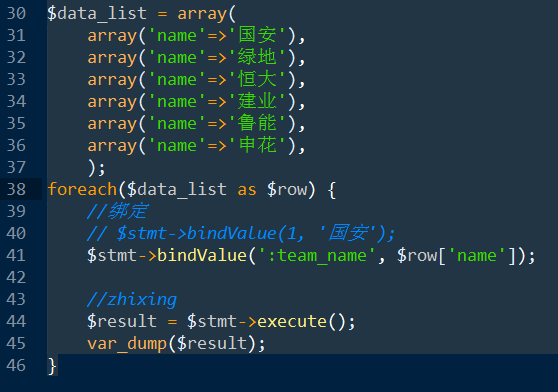 30 $data_list = array(
31     array('name'=>'国安'),
32     array('name'=>'绿地'),
33     array('name'=>'恒大'),
34     array('name'=>'建业'),
35     array('name'=>'鲁能'),
36     array('name'=>'申花'),
37     );
38 foreach($data_list as $row) {
39     //绑定
40     // $stmt->bindValue(1, '国安');
41     $stmt->bindValue(':team_name', $row['name']);
42
43     //zhixing
44     $result = $stmt->execute();
45     var_dump($result);
46 }